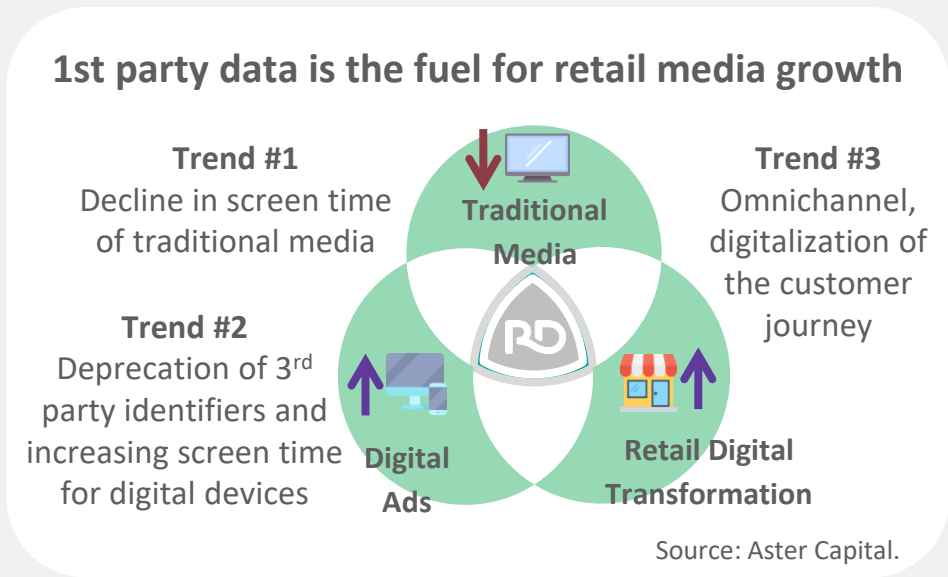 1st party data is the fuel for retail media growth
Trend #1
Decline in screen time
of traditional media
Traditional
Media
Trend #3
Omnichannel,
digitalization of
the customer
journey
RD
Trend #2
Deprecation of 3rd
party identifiers and
increasing screen time
for digital devices
Digital
Ads
Retail Digital
Transformation
Source: Aster Capital.